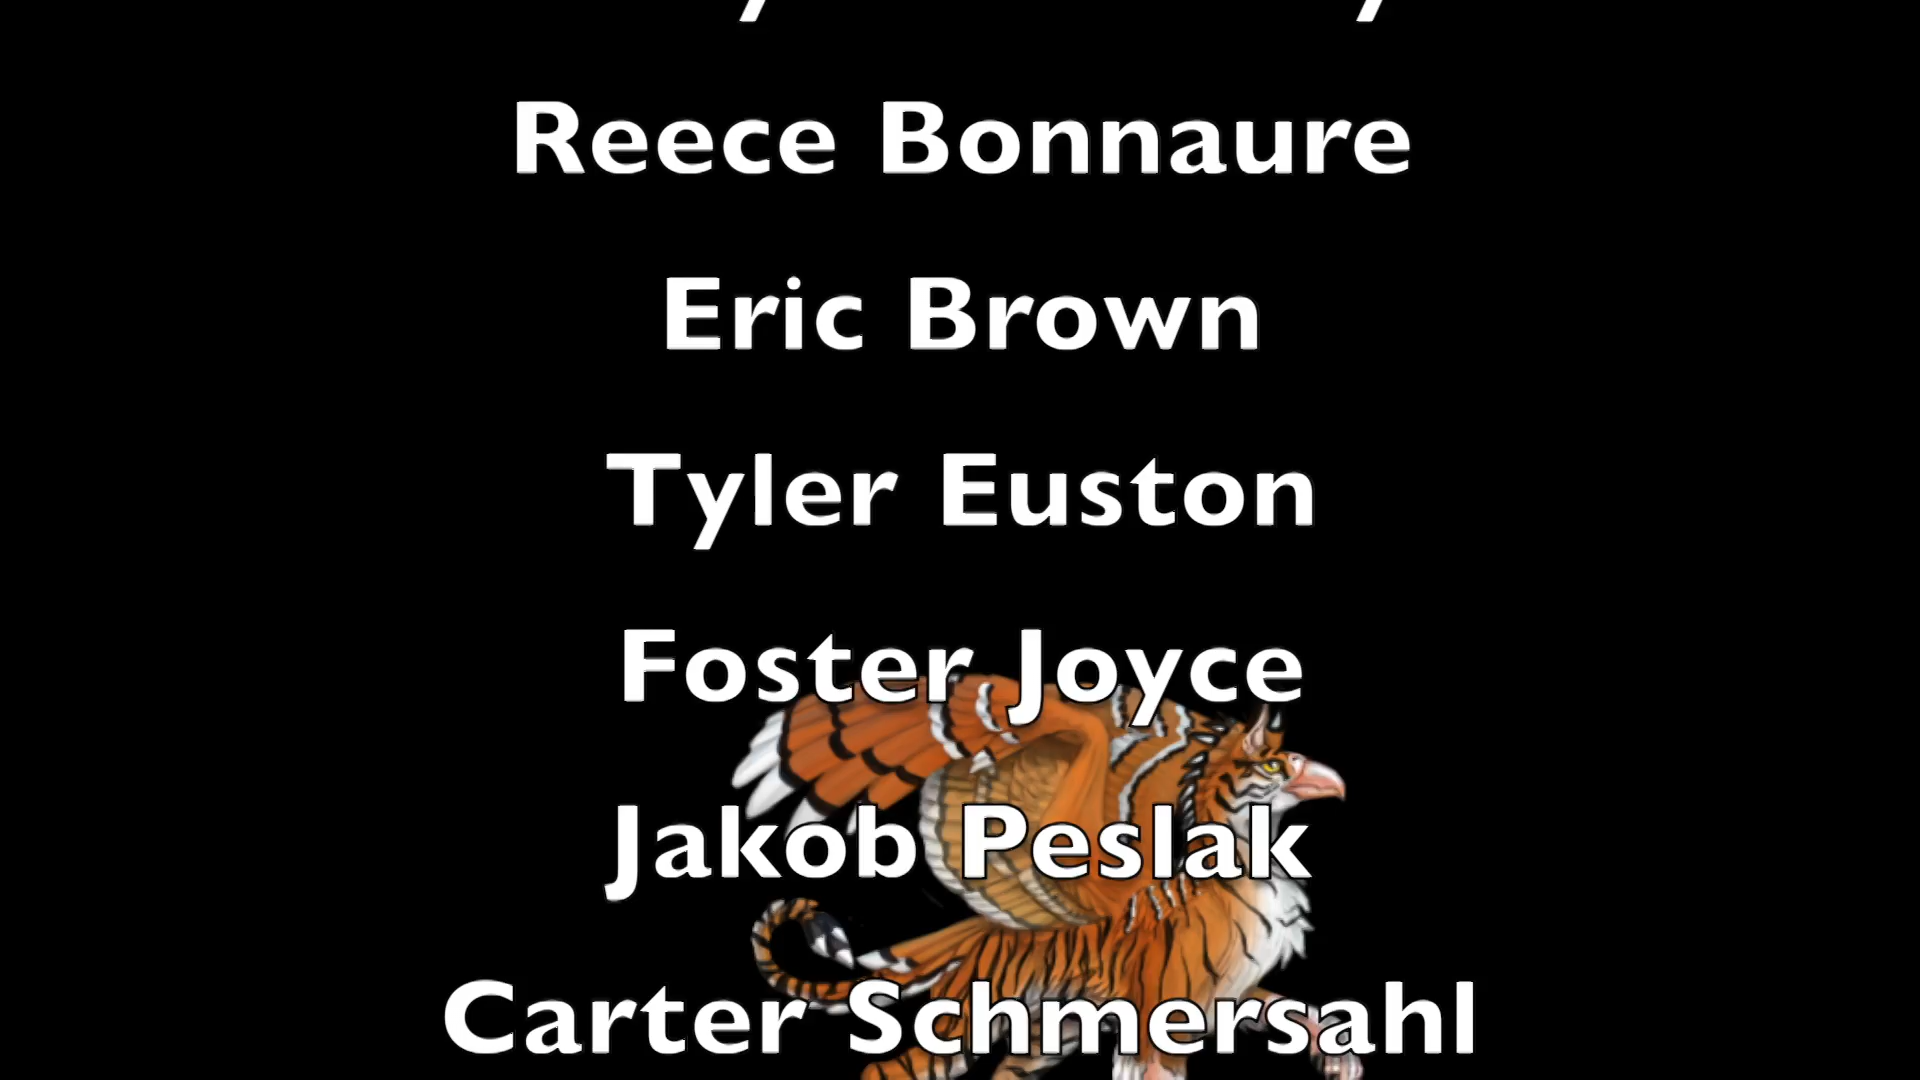 Reece Bonnaure
Eric Brown
Tyler Euston
Foster Joyce
Jakob Peslak
Carter Schmersahl